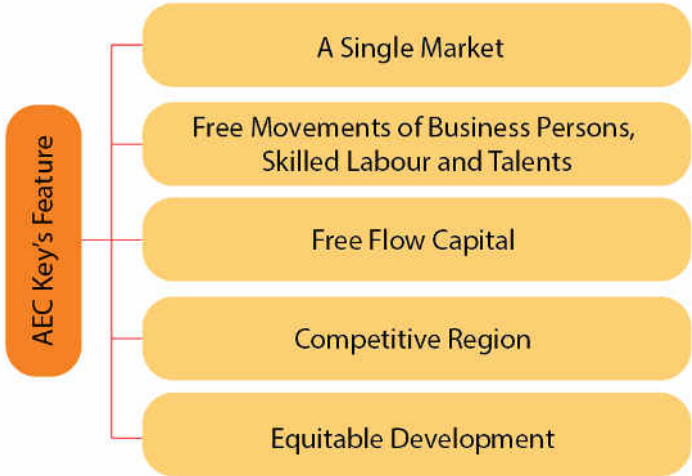 AEC Key's Feature
A Single Market
Free Movements of Business Persons,
Skilled Labour and Talents
Free Flow Capital
Competitive Region
Equitable Development